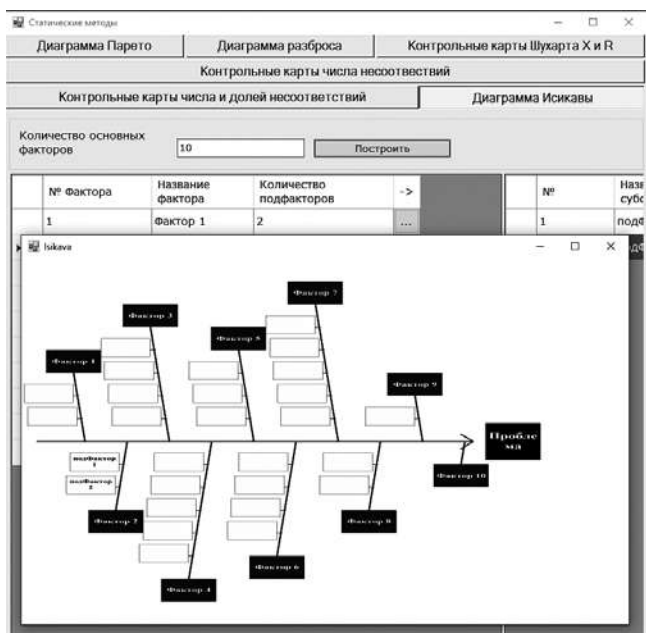 Статические методы
Диаграмма Парето
Диаграмма разброса
Контрольные карты Шухарта X и R
Контрольные карты числа несоотвествий
Контрольные карты числа и долей несоответствий
Диаграмма Исикавы
Количество основных
факторов
10
Построить
№ Фактора
Название
фактора
Количество
подфакторов
->
№
1
Фактор 1
2
...
1
Isikava
Фактор 7
Фактор 3
Фактор 5
Фактор 1
Фактор 9
Пробле
ма
подФактор
1
подФактор
2
Фактор 10
Фактор 2
Фактор 8
Фактор 6
Фактор 4